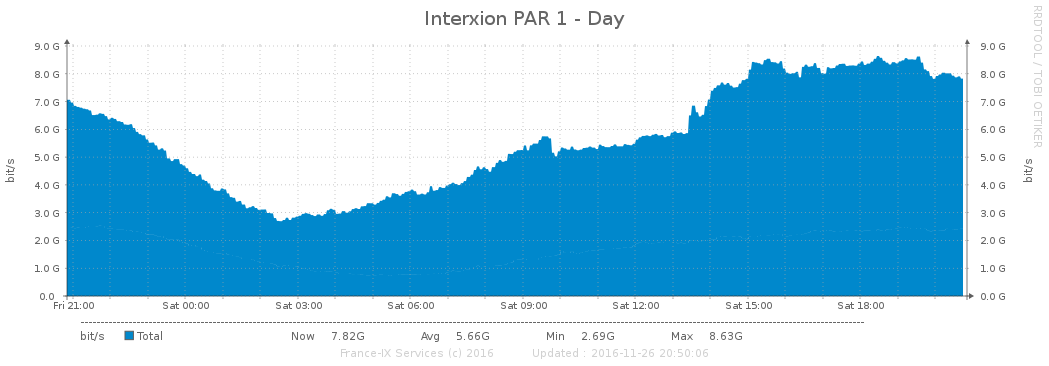 Interxion PAR 1 - Day
RRDTOOL / TOBI OETIKER
9.0 G 9.0 G
8.0 G 8.0 G
7.0 G 7.0 G
6.0 G 6.0 G
5.0 G 5.0 G
4.0 G 4.0 G
3.0 G 3.0 G
2.0 G 2.0 G
1.0 G 1.0 G
0.0 0.0 G
bit/s
bit/s
Fri 21:00 Sat 00:00 Sat 03:00 Sat 06:00 Sat 09:00 Sat 12:00 Sat 15:00 Sat 18:00
bit/s Total Now 7.82G Avg 5.66G Min 2.69G Max 8.63G
France-IX Services (c) 2016 Updated : 2016-11-26 20:50:06